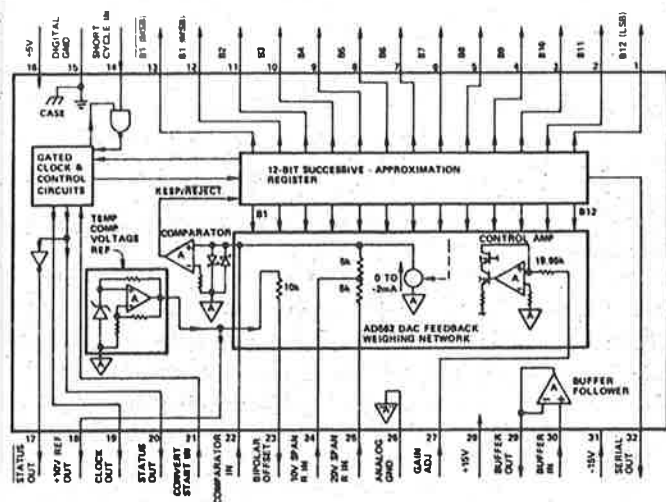 +5V
DIGITAL GND
SHORT CYCLE IN
B1 (MSB)
B1 (MSB)
B2
B3
B4
B5
B6
B7
B8
B9
B10
B11
B12 (LSB)
16 15 14 13 12 11 10 9 8 7 6 5 4 3 2 1
CASE
GATED
CLOCK &
CONTROL
CIRCUITS
12-BIT SUCCESSIVE - APPROXIMATION
REGISTER
KEEP/REJECT
B1
B12
TEMP
COMP
VOLTAGE
REF
COMPARATOR
CONTROL AMP
5k
5k
10k
0 TO
-2mA
19.95k
A
AD562 DAC FEEDBACK
WEIGHING NETWORK
BUFFER
FOLLOWER
17 18 19 20 21 22 23 24 25 26 27 28 29 30 31 32
STATUS OUT
+10V REF OUT
CLOCK OUT
STATUS OUT
CONVERT START IN
COMPARATOR IN
BIPOLAR OFFSET
10V SPAN R IN
20V SPAN R IN
ANALOG GND
GAIN ADJ
+15V
BUFFER OUT
BUFFER IN
-15V
SERIAL OUT